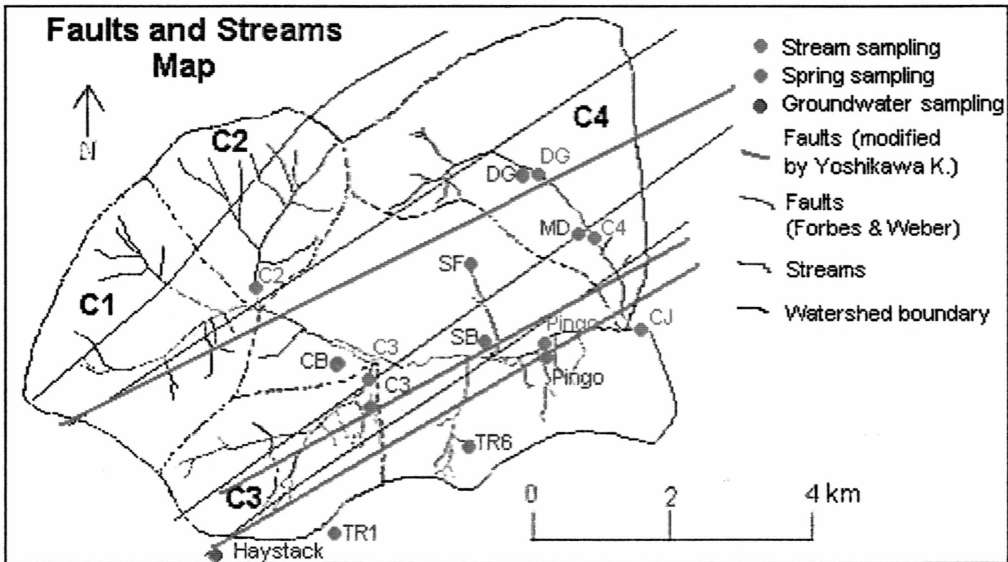 Faults and Streams
Map
N
C2
C4
C1
C3
C2
DG
DG
MD
C4
SF
SB
Pingo
CJ
Pingo
CB
C3
C3
TR6
TR1
Haystack
Stream sampling
Spring sampling
Groundwater sampling
Faults (modified
by Yoshikawa K.)
Faults
(Forbes & Weber)
Streams
Watershed boundary
0 2 4 km